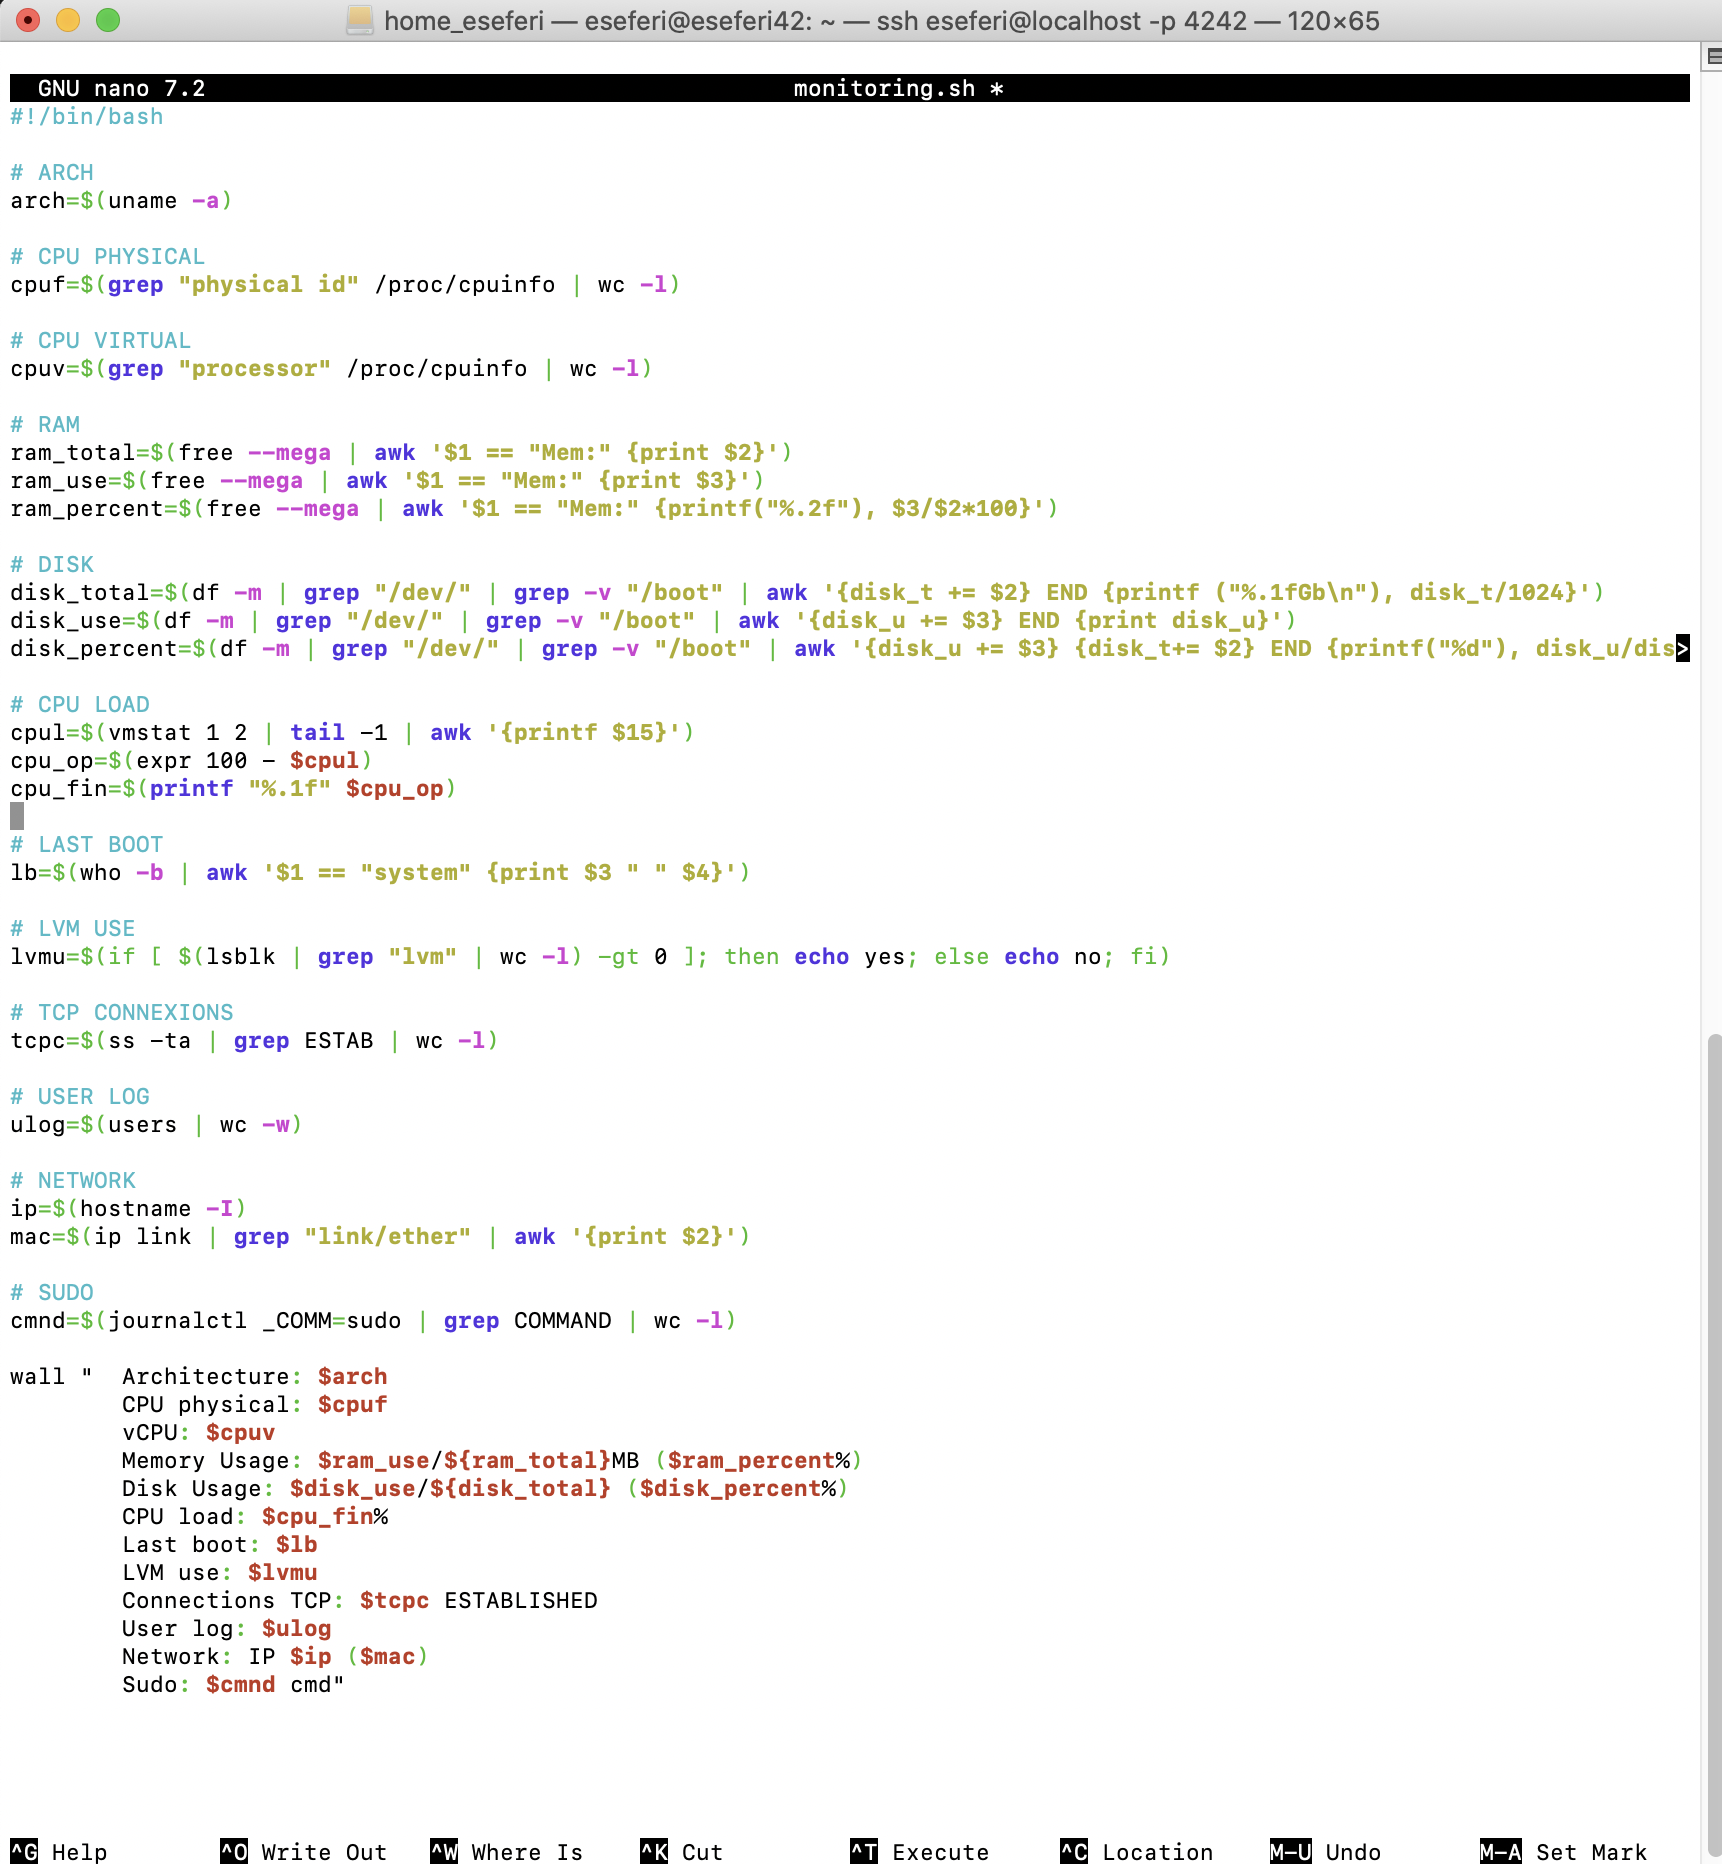 home_eseferi — eseferi@eseferi42: ~ — ssh eseferi@localhost -p 4242 — 120×65
GNU nano 7.2 monitoring.sh *
#!/bin/bash
# ARCH
arch=$(uname -a)
# CPU PHYSICAL
cpuf=$(grep "physical id" /proc/cpuinfo | wc -l)
# CPU VIRTUAL
cpuv=$(grep "processor" /proc/cpuinfo | wc -l)
# RAM
ram_total=$(free --mega | awk '$1 == "Mem:" {print $2}')
ram_use=$(free --mega | awk '$1 == "Mem:" {print $3}')
ram_percent=$(free --mega | awk '$1 == "Mem:" {printf("%.2f"), $3/$2*100}')
# DISK
disk_total=$(df -m | grep "/dev/" | grep -v "/boot" | awk '{disk_t += $2} END {printf ("%.1fGb\n"), disk_t/1024}')
disk_use=$(df -m | grep "/dev/" | grep -v "/boot" | awk '{disk_u += $3} END {print disk_u}')
disk_percent=$(df -m | grep "/dev/" | grep -v "/boot" | awk '{disk_u += $3} {disk_t+= $2} END {printf("%d"), disk_u/dis>
# CPU LOAD
cpul=$(vmstat 1 2 | tail -1 | awk '{printf $15}')
cpu_op=$(expr 100 - $cpul)
cpu_fin=$(printf "%.1f" $cpu_op)
# LAST BOOT
lb=$(who -b | awk '$1 == "system" {print $3 " " $4}')
# LVM USE
lvmu=$(if [ $(lsblk | grep "lvm" | wc -l) -gt 0 ]; then echo yes; else echo no; fi)
# TCP CONNEXIONS
tcpc=$(ss -ta | grep ESTAB | wc -l)
# USER LOG
ulog=$(users | wc -w)
# NETWORK
ip=$(hostname -I)
mac=$(ip link | grep "link/ether" | awk '{print $2}')
# SUDO
cmnd=$(journalctl _COMM=sudo | grep COMMAND | wc -l)
wall "  Architecture: $arch
        CPU physical: $cpuf
        vCPU: $cpuv
        Memory Usage: $ram_use/${ram_total}MB ($ram_percent%)
        Disk Usage: $disk_use/${disk_total} ($disk_percent%)
        CPU load: $cpu_fin%
        Last boot: $lb
        LVM use: $lvmu
        Connections TCP: $tcpc ESTABLISHED
        User log: $ulog
        Network: IP $ip ($mac)
        Sudo: $cmnd cmd"
^G Help ^O Write Out ^W Where Is ^K Cut ^T Execute ^C Location M-U Undo M-A Set Mark